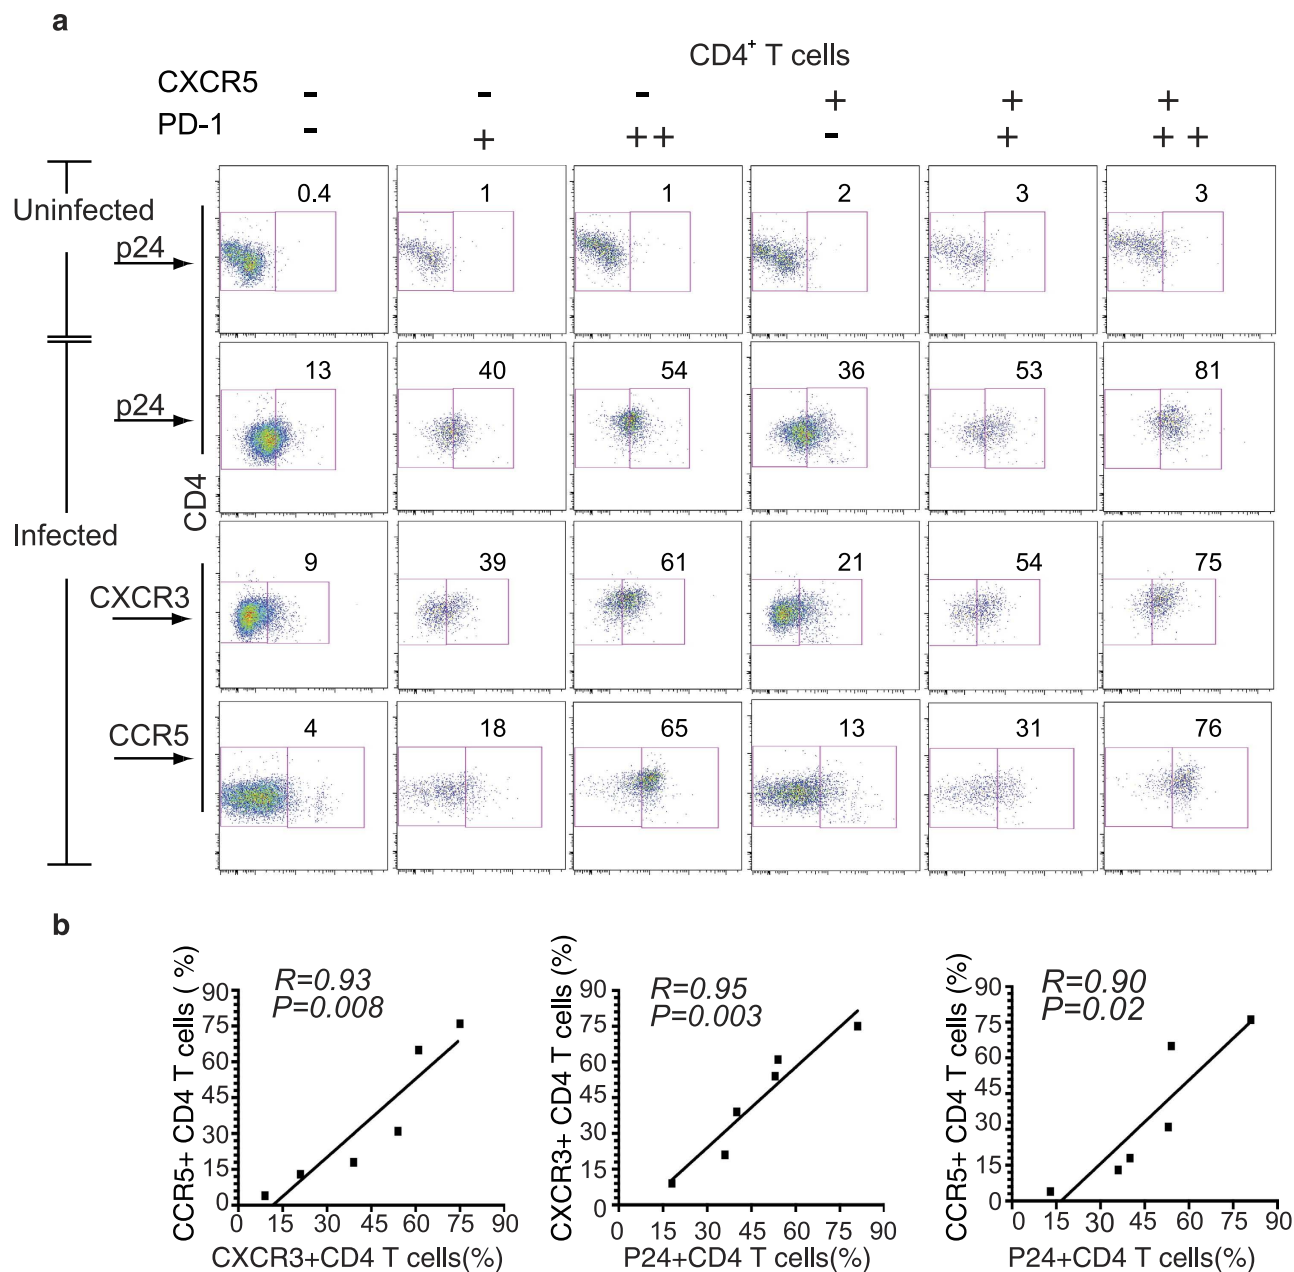 a
CD4+ T cells
CXCR5 - - - + + +
PD-1 - + ++ - + ++
Uninfected
p24
0.4 1 1 2 3 3
p24
13 40 54 36 53 81
CD4
Infected
CXCR3
9 39 61 21 54 75
CCR5
4 18 65 13 31 76
b
CCR5+ CD4 T cells (%)
R=0.93
P=0.008
90
75
60
45
30
15
0
0 15 30 45 60 75 90
CXCR3+CD4 T cells(%)
CXCR3+ CD4 T cells (%)
R=0.95
P=0.003
90
75
60
45
30
15
0
0 15 30 45 60 75 90
P24+CD4 T cells(%)
CCR5+ CD4 T cells (%)
R=0.90
P=0.02
90
75
60
45
30
15
0
0 15 30 45 60 75 90
P24+CD4 T cells(%)